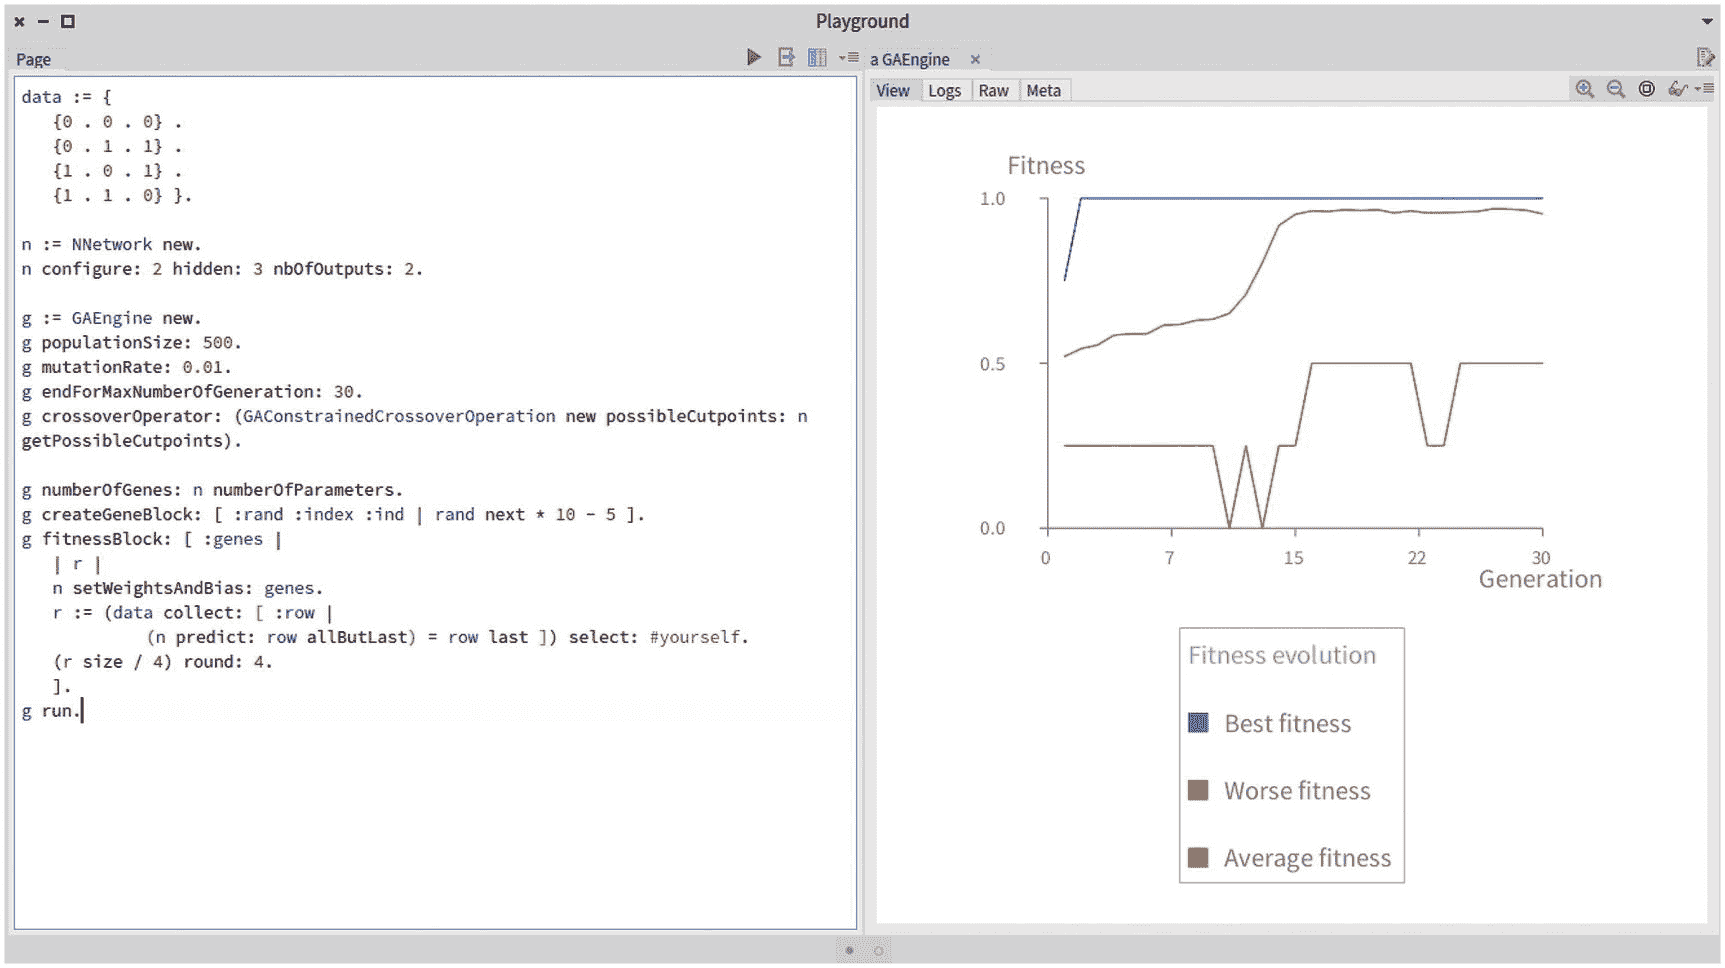 Playground
Page
data := {
{0 . 0 . 0} .
{0 . 1 . 1} .
{1 . 0 . 1} .
{1 . 1 . 0} }.
n := NNetwork new.
n configure: 2 hidden: 3 nbOfOutputs: 2.
g := GAEngine new.
g populationSize: 500.
g mutationRate: 0.01.
g endForMaxNumberOfGeneration: 30.
g crossoverOperator: (GAConstrainedCrossoverOperation new possibleCutpoints: n
getPossibleCutpoints).
g numberOfGenes: n numberOfParameters.
g createGeneBlock: [ :rand :index :ind | rand next * 10 - 5 ].
g fitnessBlock: [ :genes |
| r |
n setWeightsAndBias: genes.
r := (data collect: [ :row |
(n predict: row allButLast) = row last ]) select: #yourself.
(r size / 4) round: 4.
].
g run.
a GAEngine
View Logs Raw Meta
Fitness
1.0
0.5
0.0
0 7 15 22 30
Generation
Fitness evolution
Best fitness
Worse fitness
Average fitness